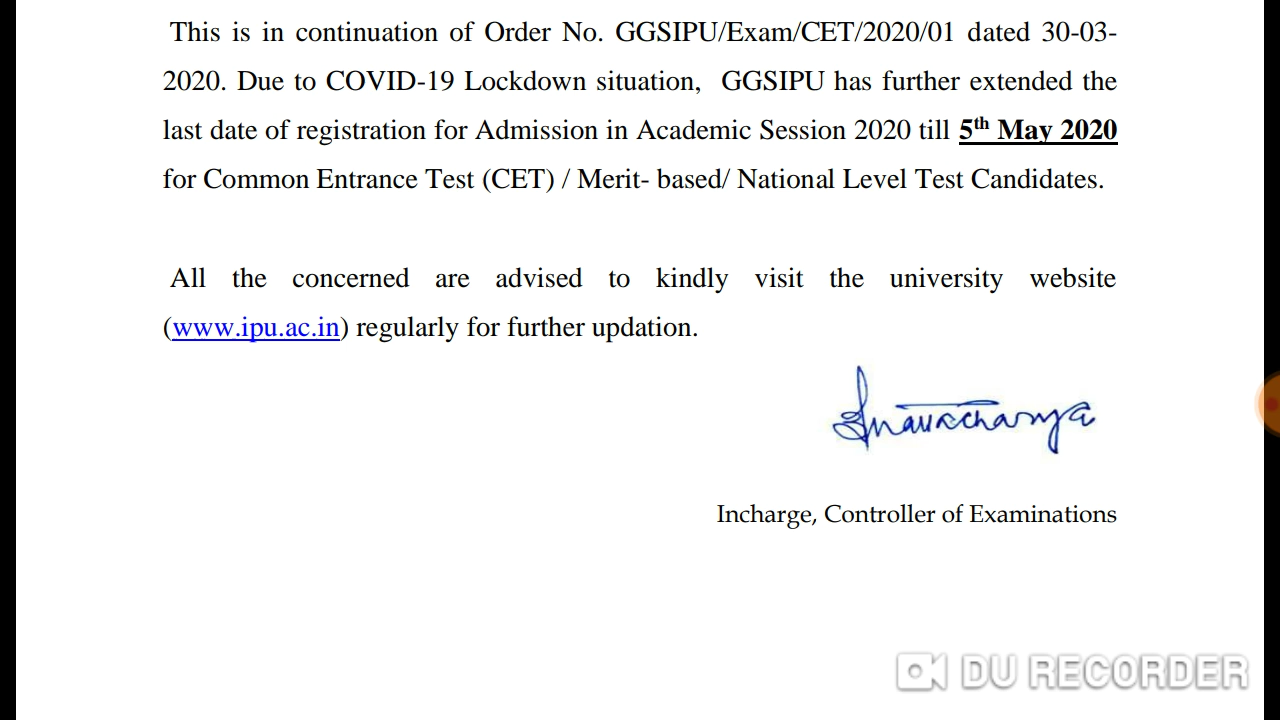 This is in continuation of Order No. GGSIPU/Exam/CET/2020/01 dated 30-03-
2020. Due to COVID-19 Lockdown situation, GGSIPU has further extended the
last date of registration for Admission in Academic Session 2020 till 5th May 2020
for Common Entrance Test (CET) / Merit- based/ National Level Test Candidates.
All the concerned are advised to kindly visit the university website
(www.ipu.ac.in) regularly for further updation.
Incharge, Controller of Examinations
DU RECORDER